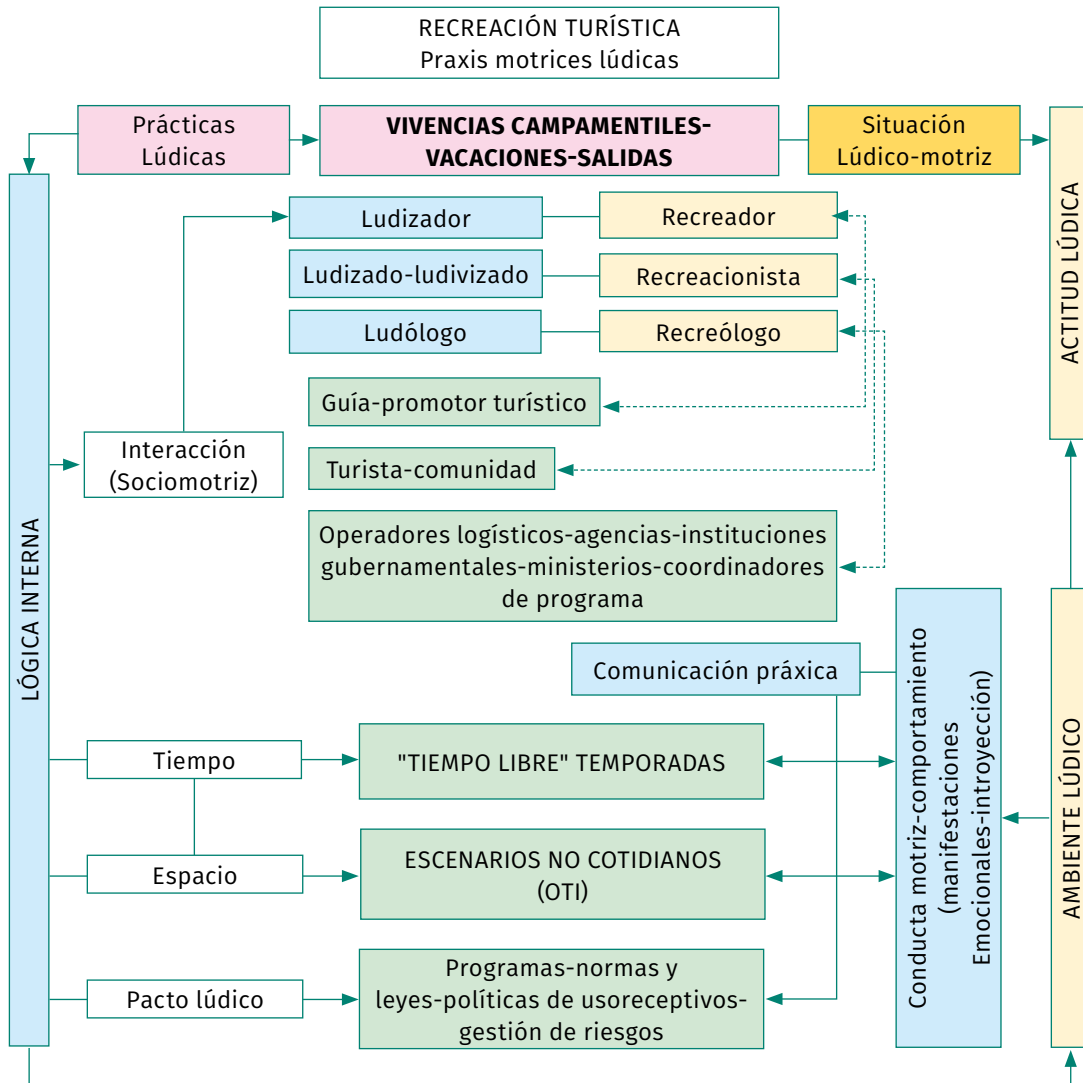 RECREACIÓN TURÍSTICA
Praxis motrices lúdicas
Prácticas
Lúdicas
VIVENCIAS CAMPAMENTILES-
VACACIONES-SALIDAS
Situación
Lúdico-motriz
Ludizador
Recreador
Ludizado-ludivizado
Recreacionista
Ludólogo
Recreólogo
ACTITUD LÚDICA
Guía-promotor turístico
Interacción
(Sociomotriz)
Turista-comunidad
Operadores logísticos-agencias-instituciones
gubernamentales-ministerios-coordinadores
de programa
LÓGICA INTERNA
Comunicación práxica
Conducta motriz-comportamiento
(manifestaciones
Emocionales-introyección)
AMBIENTE LÚDICO
Tiempo
"TIEMPO LIBRE" TEMPORADAS
Espacio
ESCENARIOS NO COTIDIANOS
(OTI)
Pacto lúdico
Programas-normas y
leyes-políticas de usoreceptivos-
gestión de riesgos